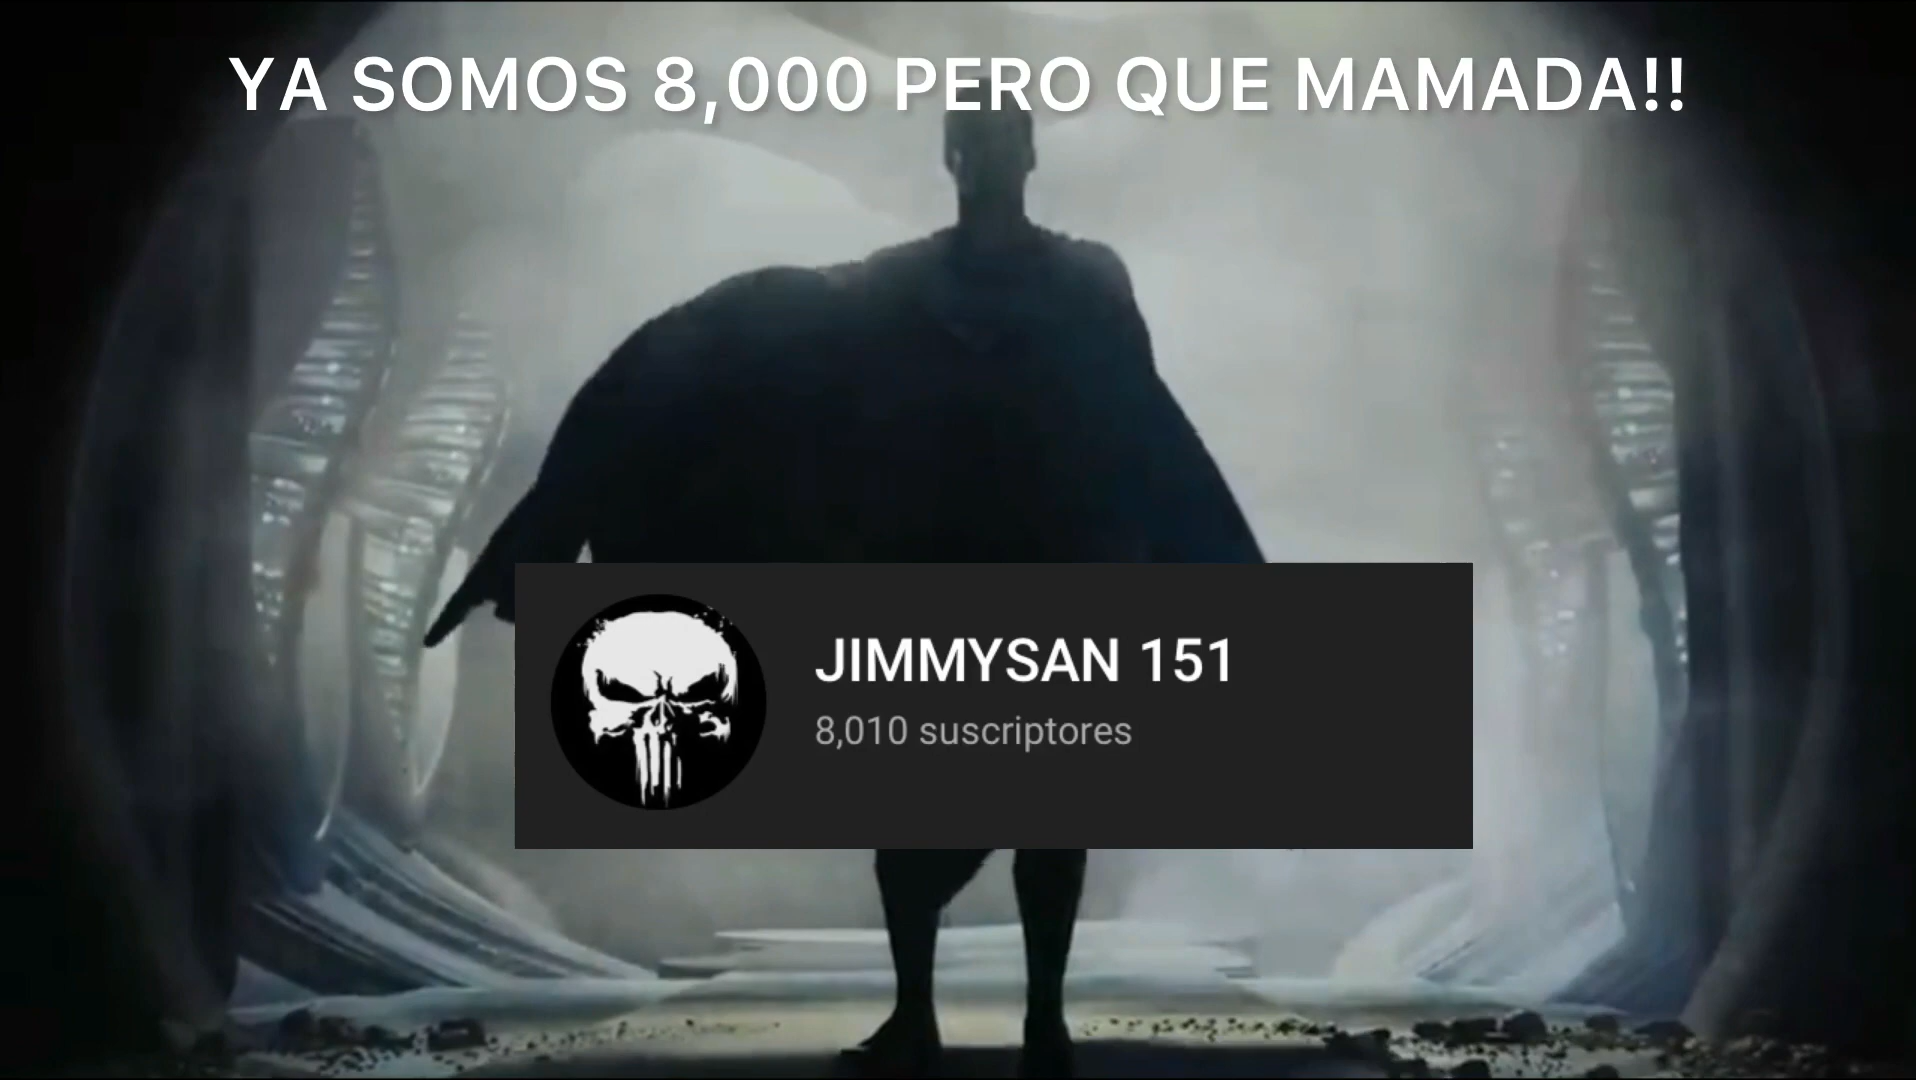 YA SOMOS 8,000 PERO QUE MAMADA!!
JIMMYSAN 151
8,010 suscriptores